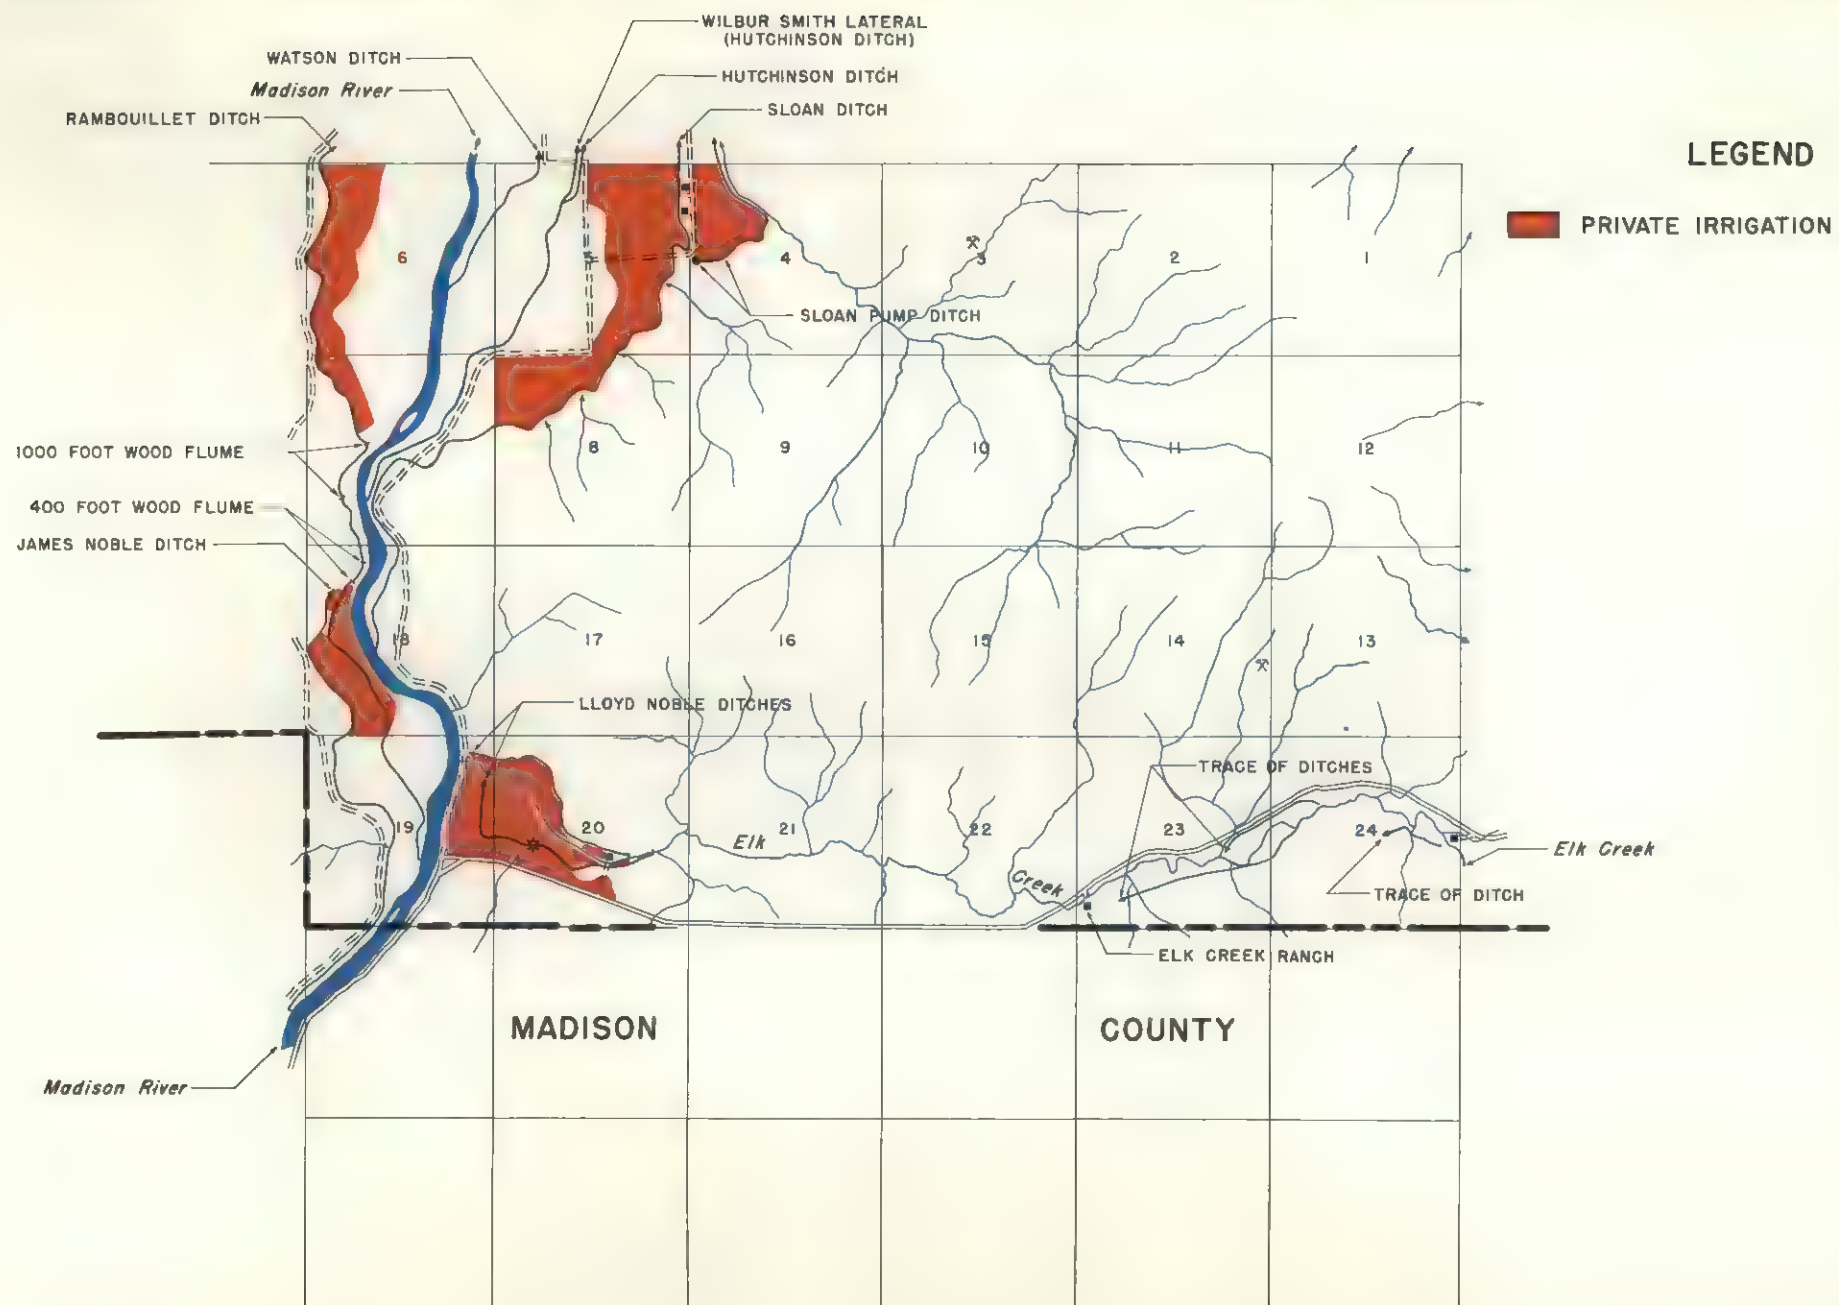 WILBUR SMITH LATERAL
(HUTCHINSON DITCH)
WATSON DITCH
HUTCHINSON DITCH
Madison River
SLOAN DITCH
RAMBOUILLET DITCH
LEGEND
PRIVATE IRRIGATION
6
4
3
2
1
SLOAN PUMP DITCH
1000 FOOT WOOD FLUME
8
9
10
11
12
400 FOOT WOOD FLUME
JAMES NOBLE DITCH
18
17
16
15
14
13
LLOYD NOBLE DITCHES
TRACE OF DITCHES
19
20
Elk
21
22
23
24
Elk Creek
Creek
TRACE OF DITCH
ELK CREEK RANCH
MADISON COUNTY
Madison River